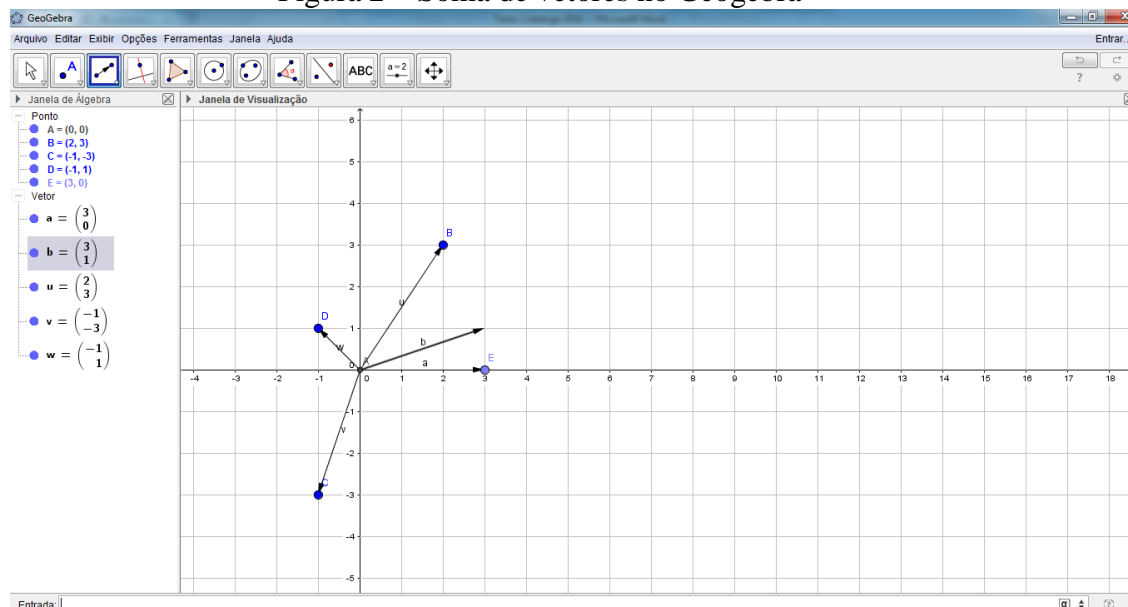 Figura 2 – Soma de vetores no Geogebra
GeoGebra
Arquivo Editar Exibir Opções Ferramentas Janela Ajuda
Entrar...
A
ABC
a=2
?
Janela de Álgebra
Janela de Visualização
Ponto
A = (0, 0)
B = (2, 3)
C = (-1, -3)
D = (-1, 1)
E = (3, 0)
Vetor
a = (3 0)
b = (3 1)
u = (2 3)
v = (−1 −3)
w = (−1 1)
6
5
4
3
2
1
0
-1
-2
-3
-4
-5
-4 -3 -2 -1 0 1 2 3 4 5 6 7 8 9 10 11 12 13 14 15 16 17 18
B
u
D
w
A
b
a
E
v
C
Entrada:
α